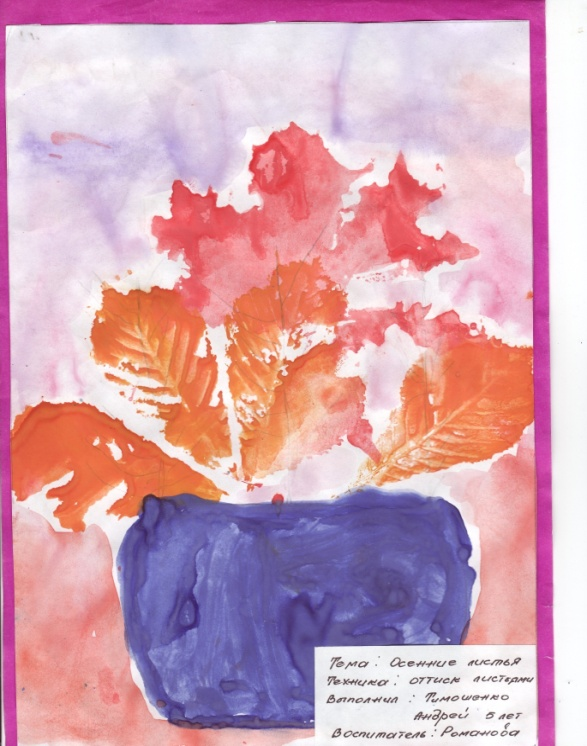 Тема: Осенние листья
Техника: оттиск листьями
Выполнил: Тимошенко
Андрей 5 лет
Воспитатель: Романова